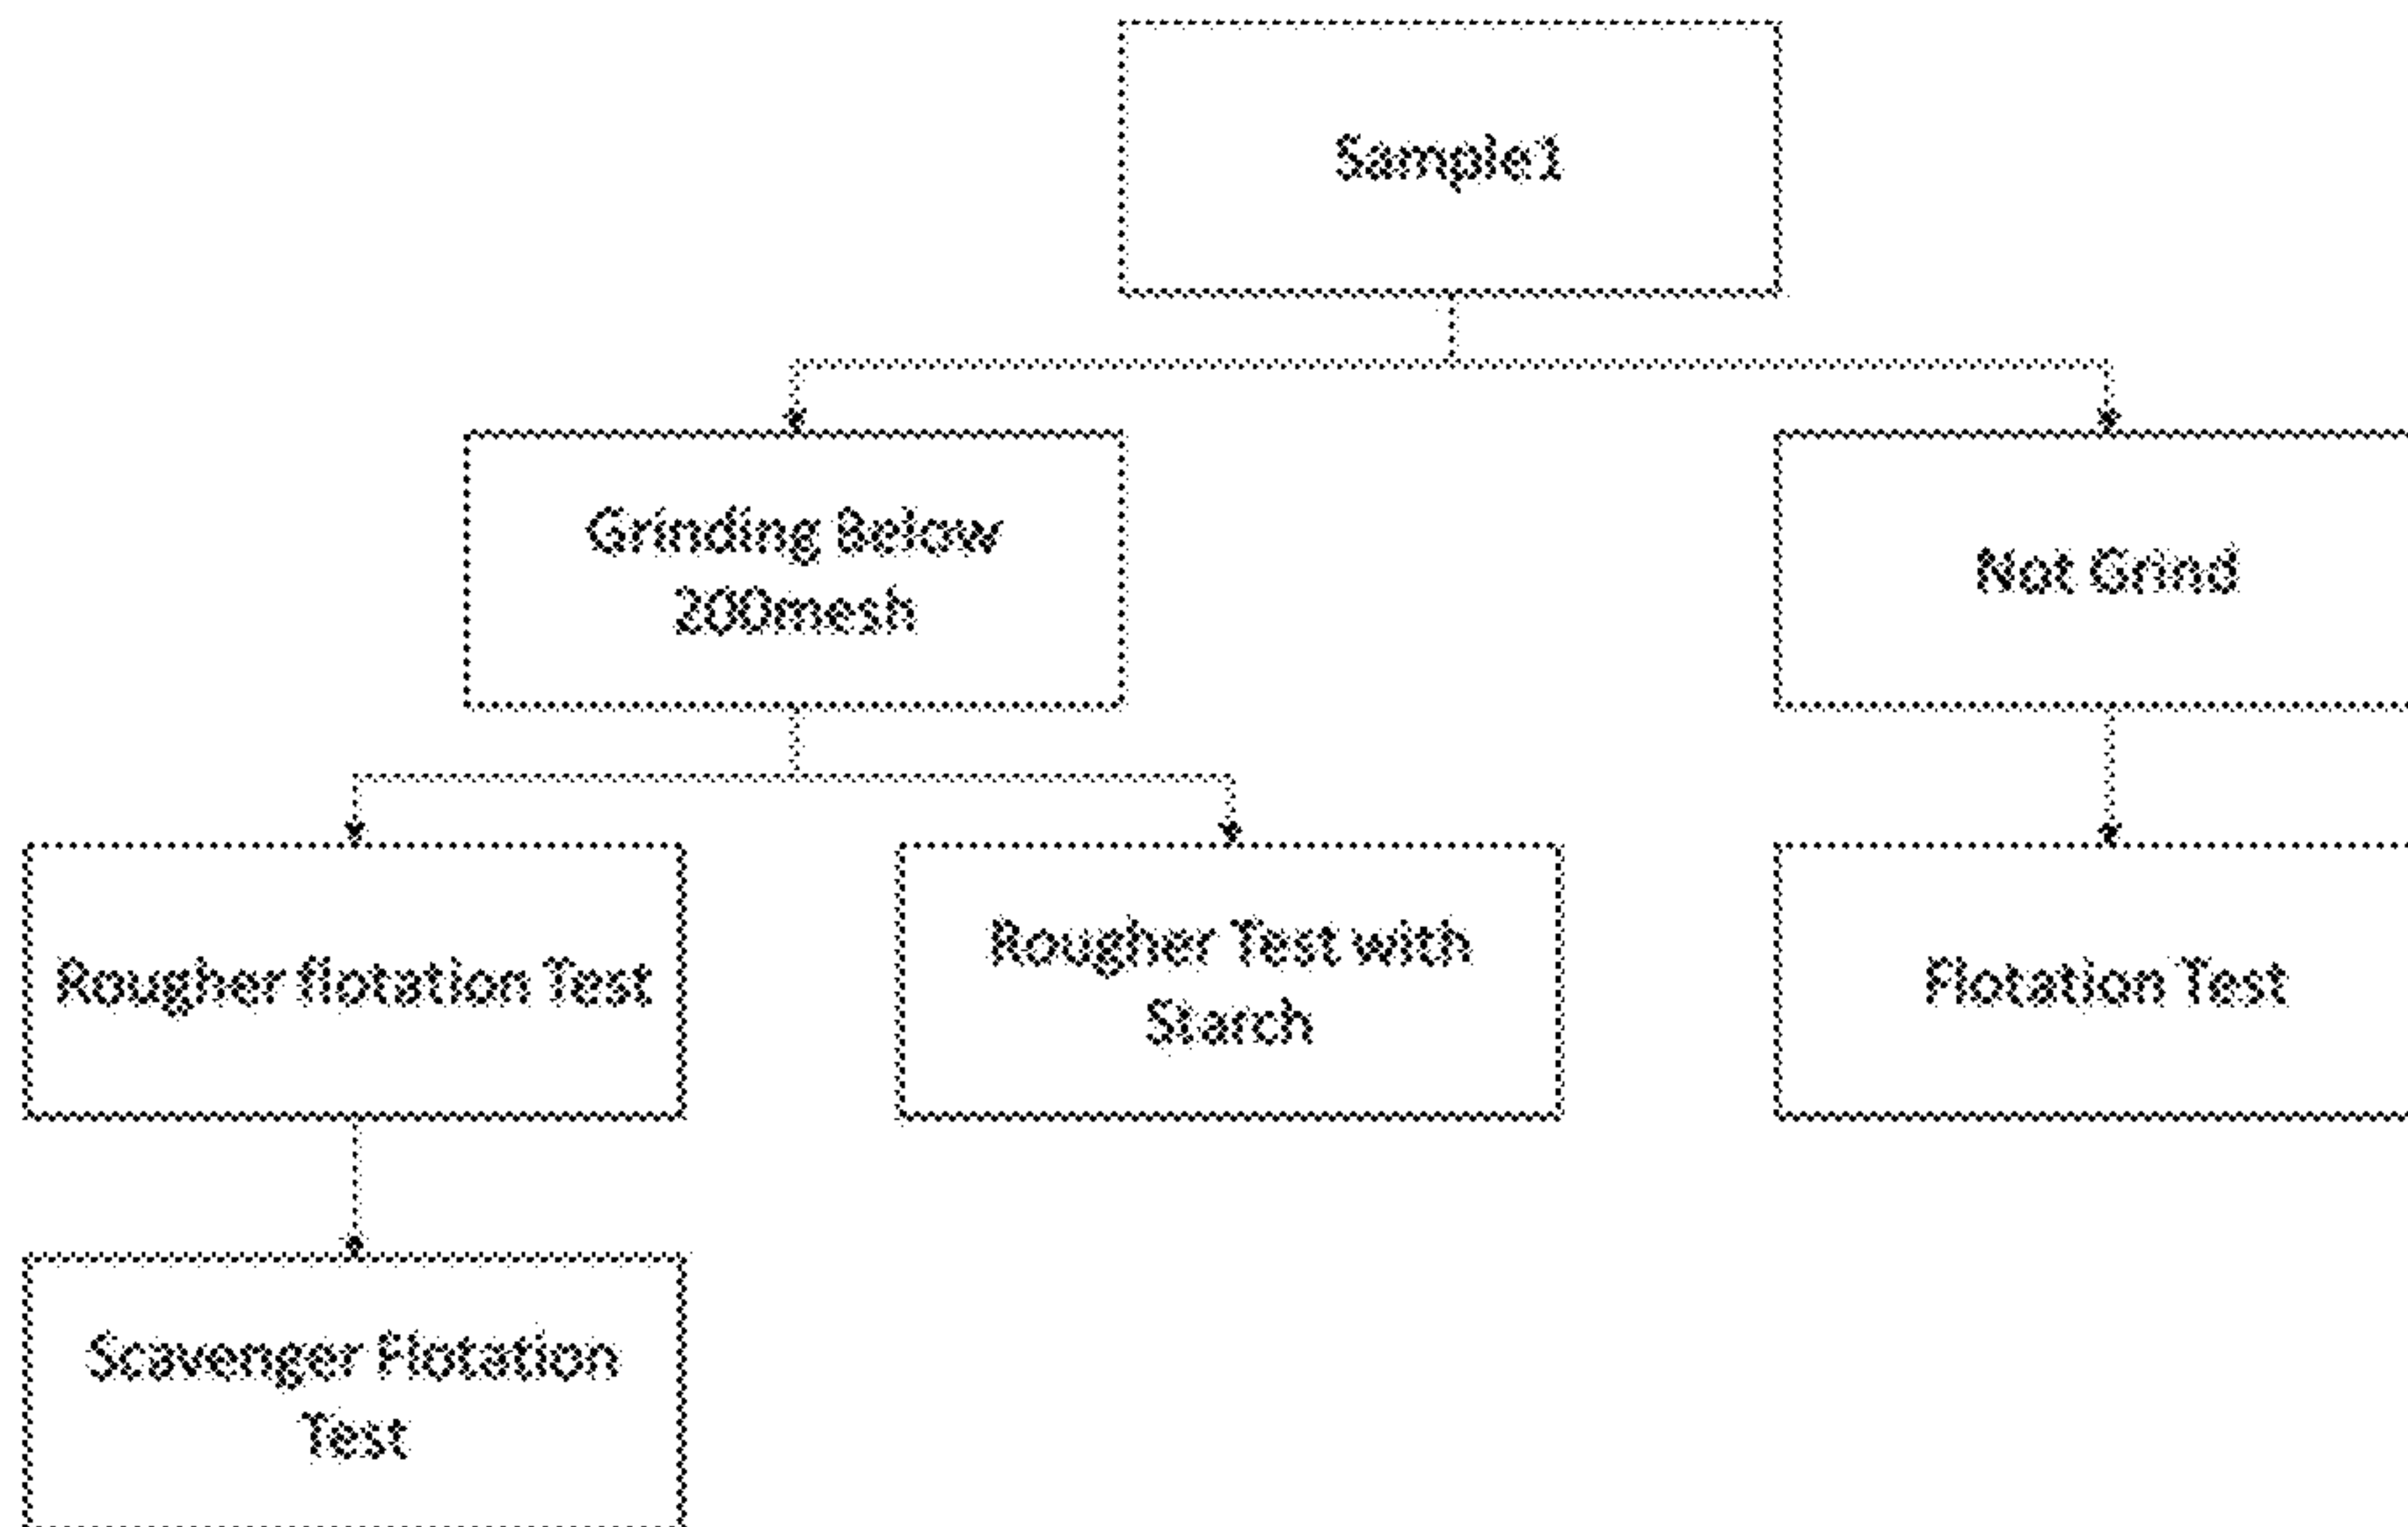 Sample1
Grinding Below
200mesh
Not Grind
Rougher flotation Test
Rougher Test with
Starch
Flotation Test
Scavenger Flotation
Test